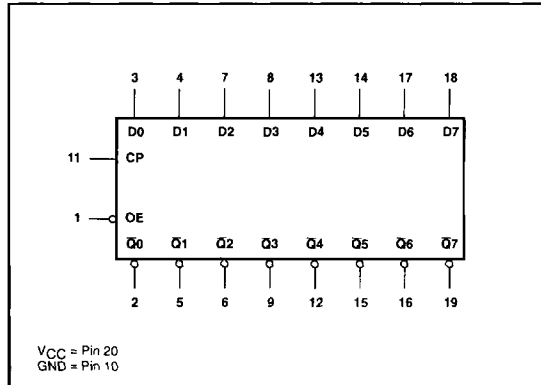 3 4 7 8 13 14 17 18
D0 D1 D2 D3 D4 D5 D6 D7
11 CP
1 OE
Q̅0 Q̅1 Q̅2 Q̅3 Q̅4 Q̅5 Q̅6 Q̅7
2 5 6 9 12 15 16 19
VCC = Pin 20
GND = Pin 10